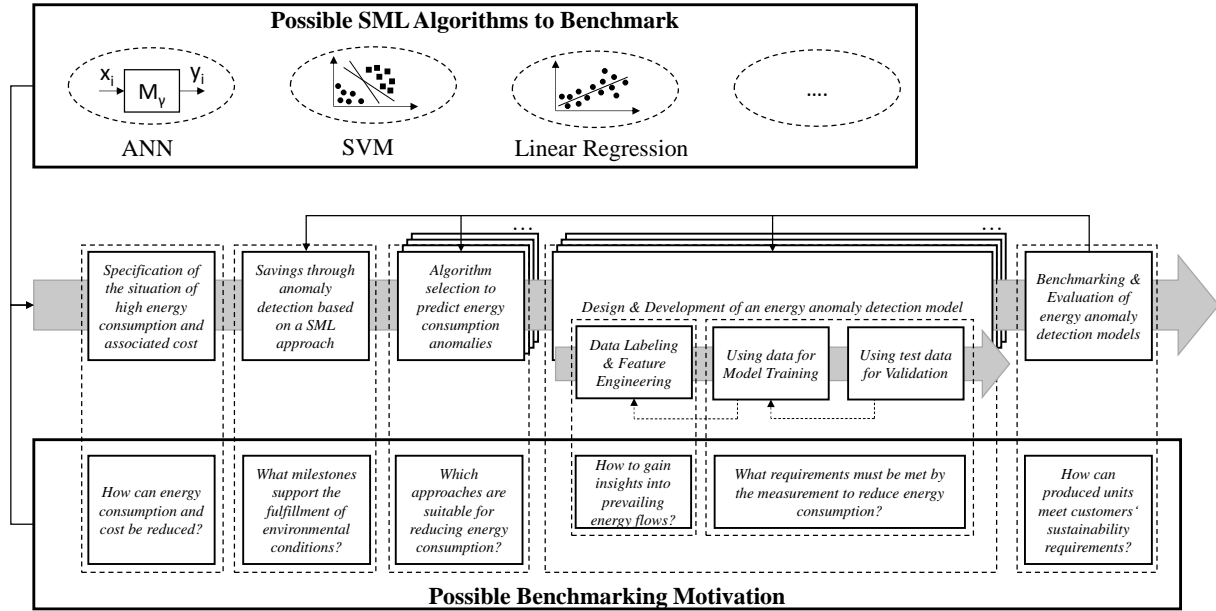 Possible SML Algorithms to Benchmark
xᵢ
Mᵧ
yᵢ
....
ANN
SVM
Linear Regression
...
...
Specification of
the situation of
high energy
consumption and
associated cost
Savings through
anomaly
detection based
on a SML
approach
Algorithm
selection to
predict energy
consumption
anomalies
Design & Development of an energy anomaly detection model
Data Labeling
& Feature
Engineering
Using data for
Model Training
Using test data
for Validation
Benchmarking &
Evaluation of
energy anomaly
detection models
How can energy
consumption and
cost be reduced?
What milestones
support the
fulfillment of
environmental
conditions?
Which
approaches are
suitable for
reducing energy
consumption?
How to gain
insights into
prevailing
energy flows?
What requirements must be met by
the measurement to reduce energy
consumption?
How can
produced units
meet customers‘
sustainability
requirements?
Possible Benchmarking Motivation